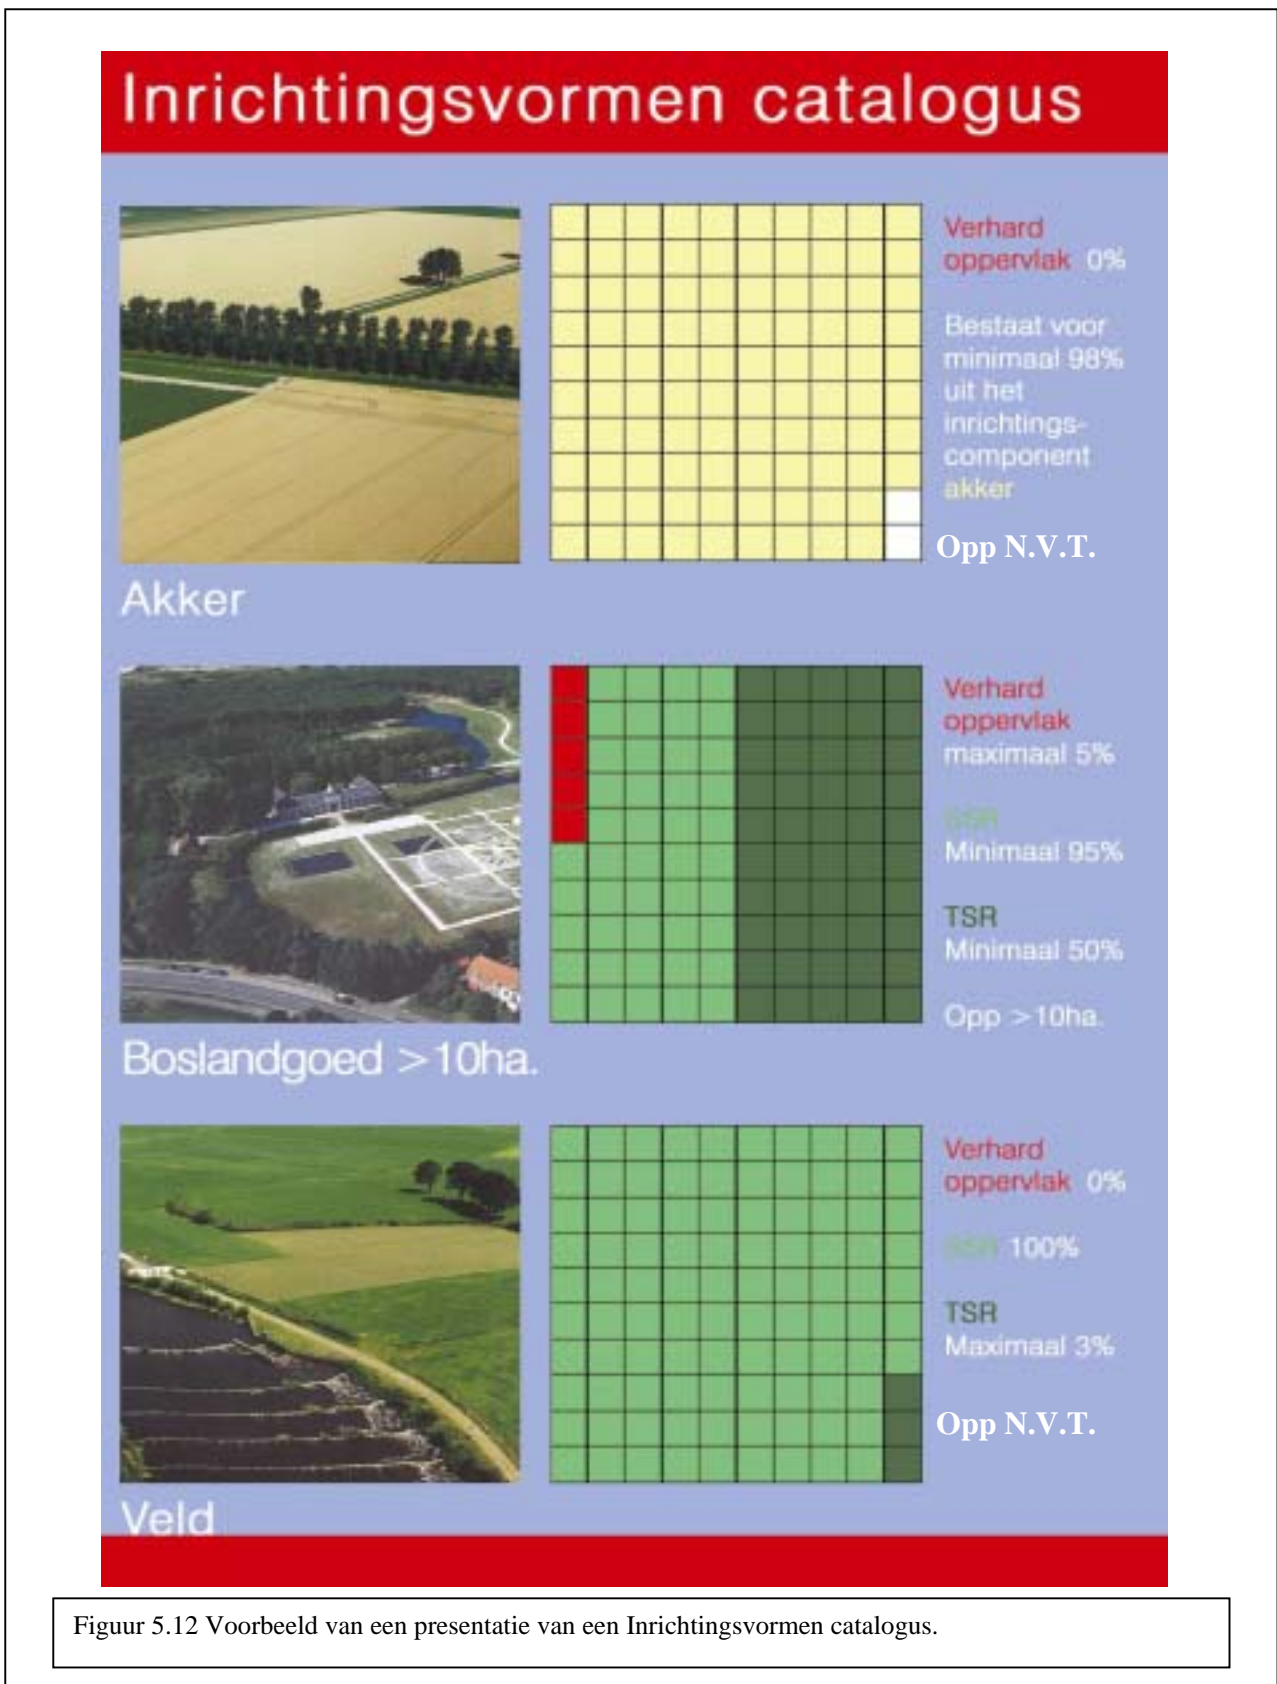 Inrichtingsvormen catalogus
Verhard
oppervlak 0%
Bestaat voor
minimaal 98%
uit het
inrichtings-
component
akker
Opp N.V.T.
Akker
Verhard
oppervlak
maximaal 5%
SSR
Minimaal 95%
TSR
Minimaal 50%
Opp >10ha.
Boslandgoed >10ha.
Verhard
oppervlak 0%
SSR 100%
TSR
Maximaal 3%
Opp N.V.T.
Veld
Figuur 5.12 Voorbeeld van een presentatie van een Inrichtingsvormen catalogus.